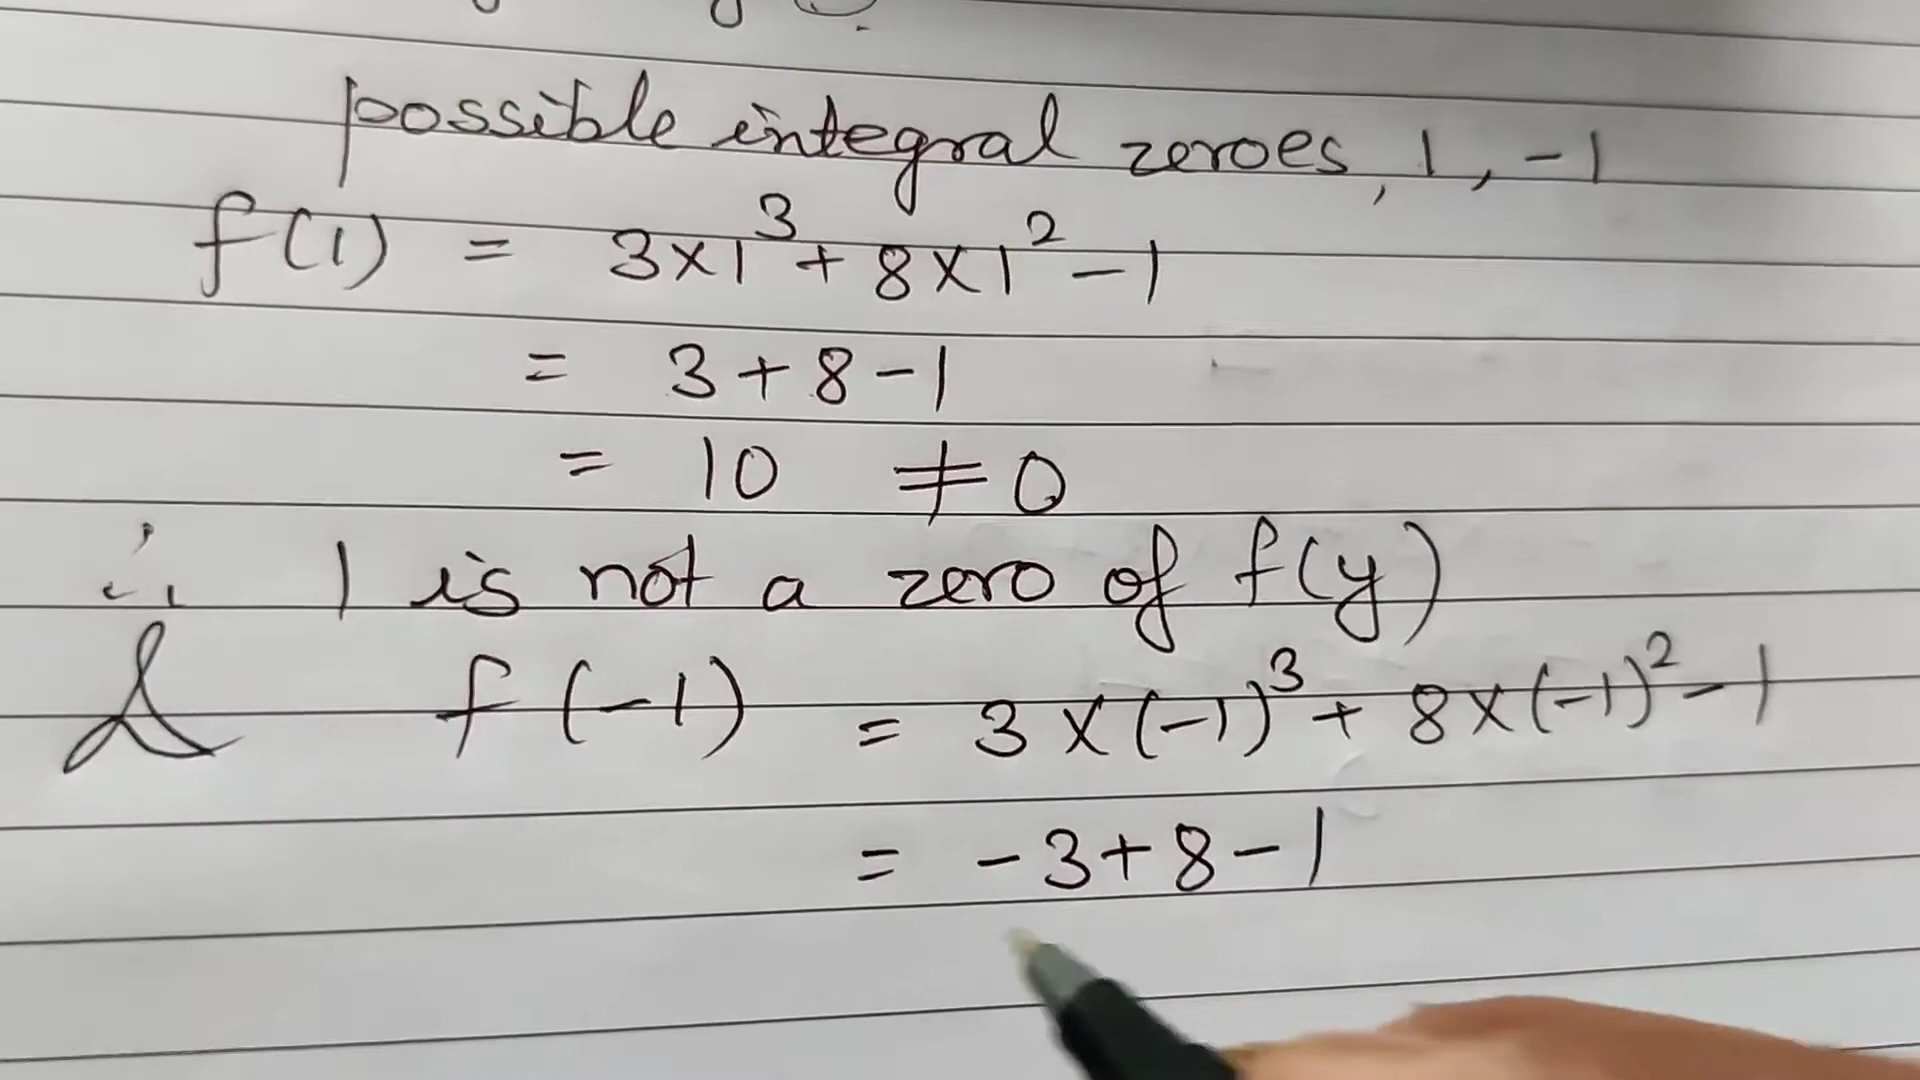 possible integral zeroes, 1, -1
f(1) = 3×1³ + 8×1² - 1
= 3 + 8 - 1
= 10 ≠ 0
∴ 1 is not a zero of f(y)
& f(-1) = 3×(-1)³ + 8×(-1)² - 1
= -3+8-1